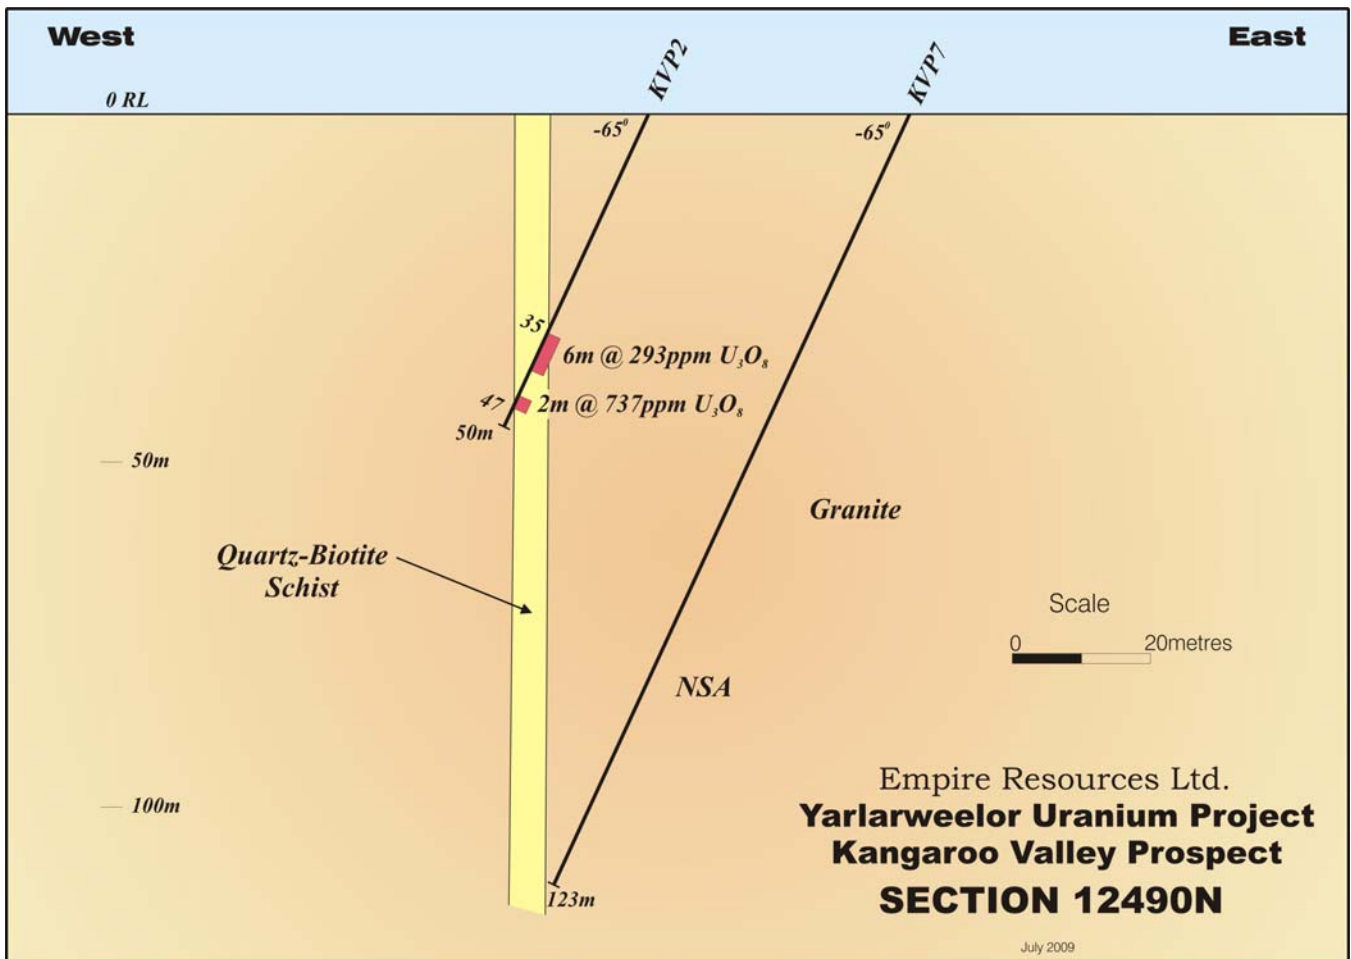 West
East
KVP2
KVP7
0 RL
-65⁰
-65⁰
35
6m @ 293ppm U₃O₈
47
2m @ 737ppm U₃O₈
50m
50m
Granite
Quartz-Biotite
Schist
Scale
0 20metres
NSA
100m
123m
Empire Resources Ltd.
Yarlarweelor Uranium Project
Kangaroo Valley Prospect
SECTION 12490N
July 2009